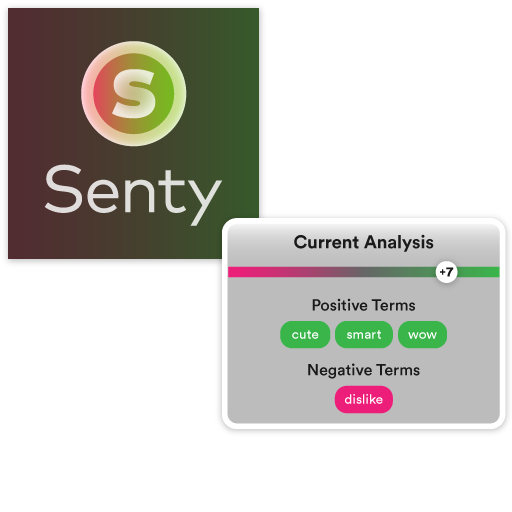 S
Senty
Current Analysis
+7
Positive Terms
cute smart wow
Negative Terms
dislike